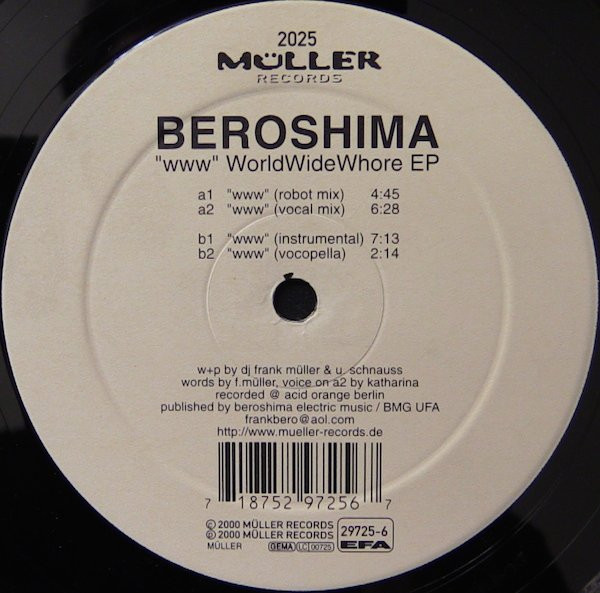 2025
MÜLLER
RECORDS
BEROSHIMA
"www" WorldWideWhore EP
a1 "www" (robot mix) 4:45
a2 "www" (vocal mix) 6:28
b1 "www" (instrumental) 7:13
b2 "www" (vocopella) 2:14
w+p by dj frank müller & u. schnauss
words by f.müller, voice on a2 by katharina
recorded @ acid orange berlin
published by beroshima electric music / BMG UFA
frankbero@aol.com
http://www.mueller-records.de
7 18752 97256 7
© 2000 MÜLLER RECORDS
℗ 2000 MÜLLER RECORDS
MÜLLER GEMA LC 00725
29725-6
EFA